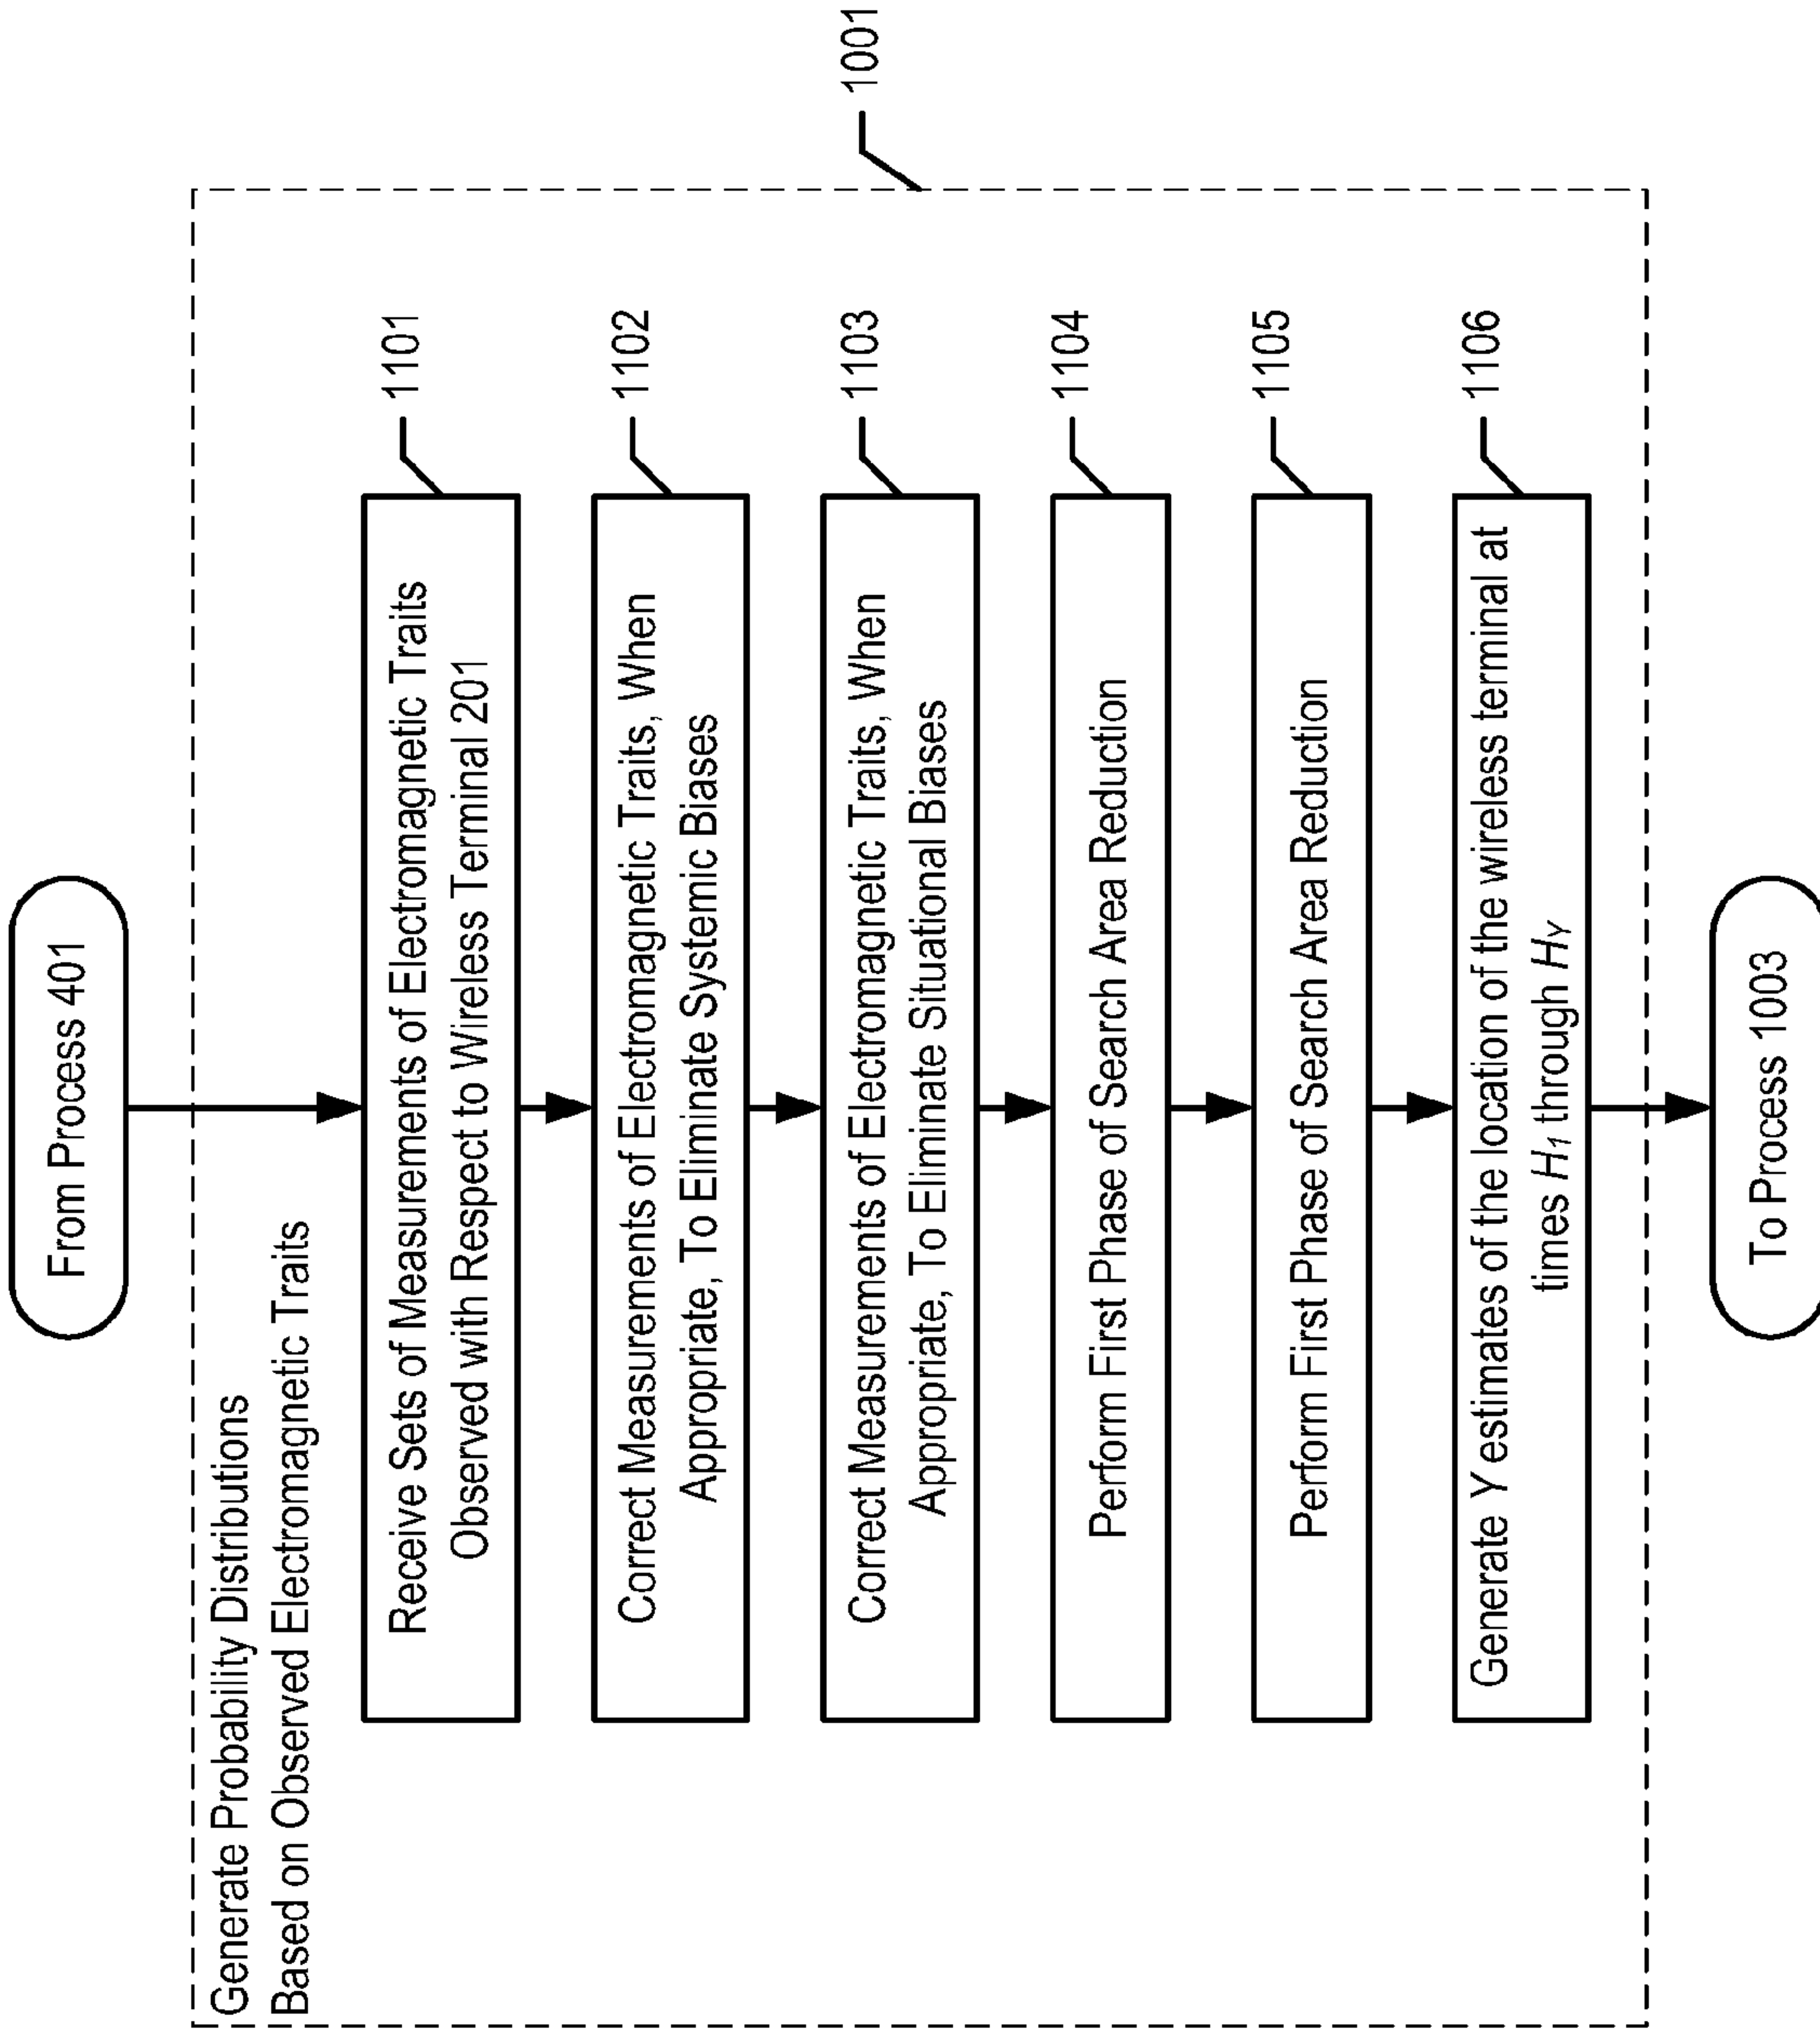 From Process 401
Generate Probability Distributions
Based on Observed Electromagnetic Traits
1001
Receive Sets of Measurements of Electromagnetic Traits
Observed with Respect to Wireless Terminal 201
1101
Correct Measurements of Electromagnetic Traits, When
Appropriate, To Eliminate Systemic Biases
1102
Correct Measurements of Electromagnetic Traits, When
Appropriate, To Eliminate Situational Biases
1103
Perform First Phase of Search Area Reduction
1104
Perform First Phase of Search Area Reduction
1105
Generate Y estimates of the location of the wireless terminal at
times H1 through HY
1106
To Process 1003